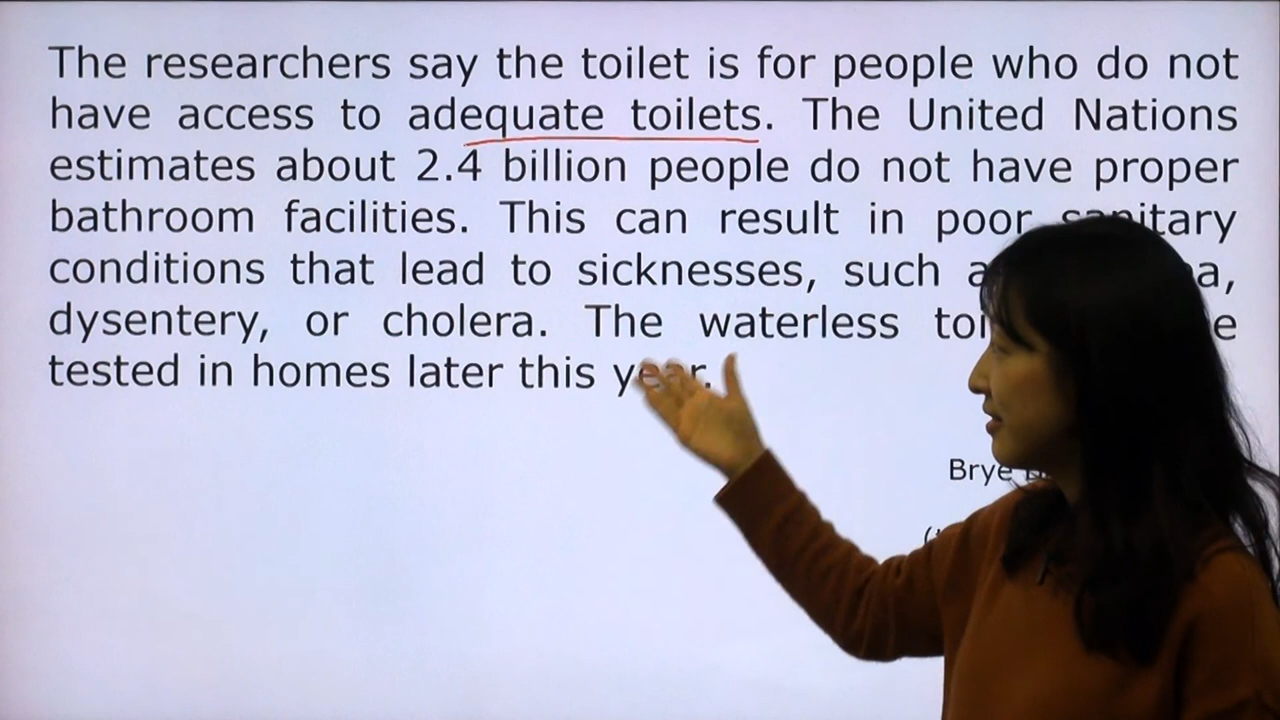 The researchers say the toilet is for people who do not
have access to adequate toilets. The United Nations
estimates about 2.4 billion people do not have proper
bathroom facilities. This can result in poor sanitary
conditions that lead to sicknesses, such
dysentery, or cholera. The waterless
tested in homes later this year.
Brye